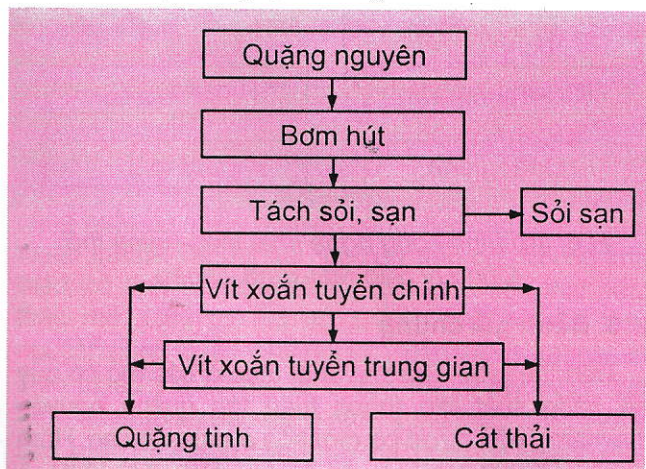 Quặng nguyên
Bơm hút
Tách sỏi, sạn
Sỏi sạn
Vít xoắn tuyển chính
Vít xoắn tuyển trung gian
Quặng tinh
Cát thải